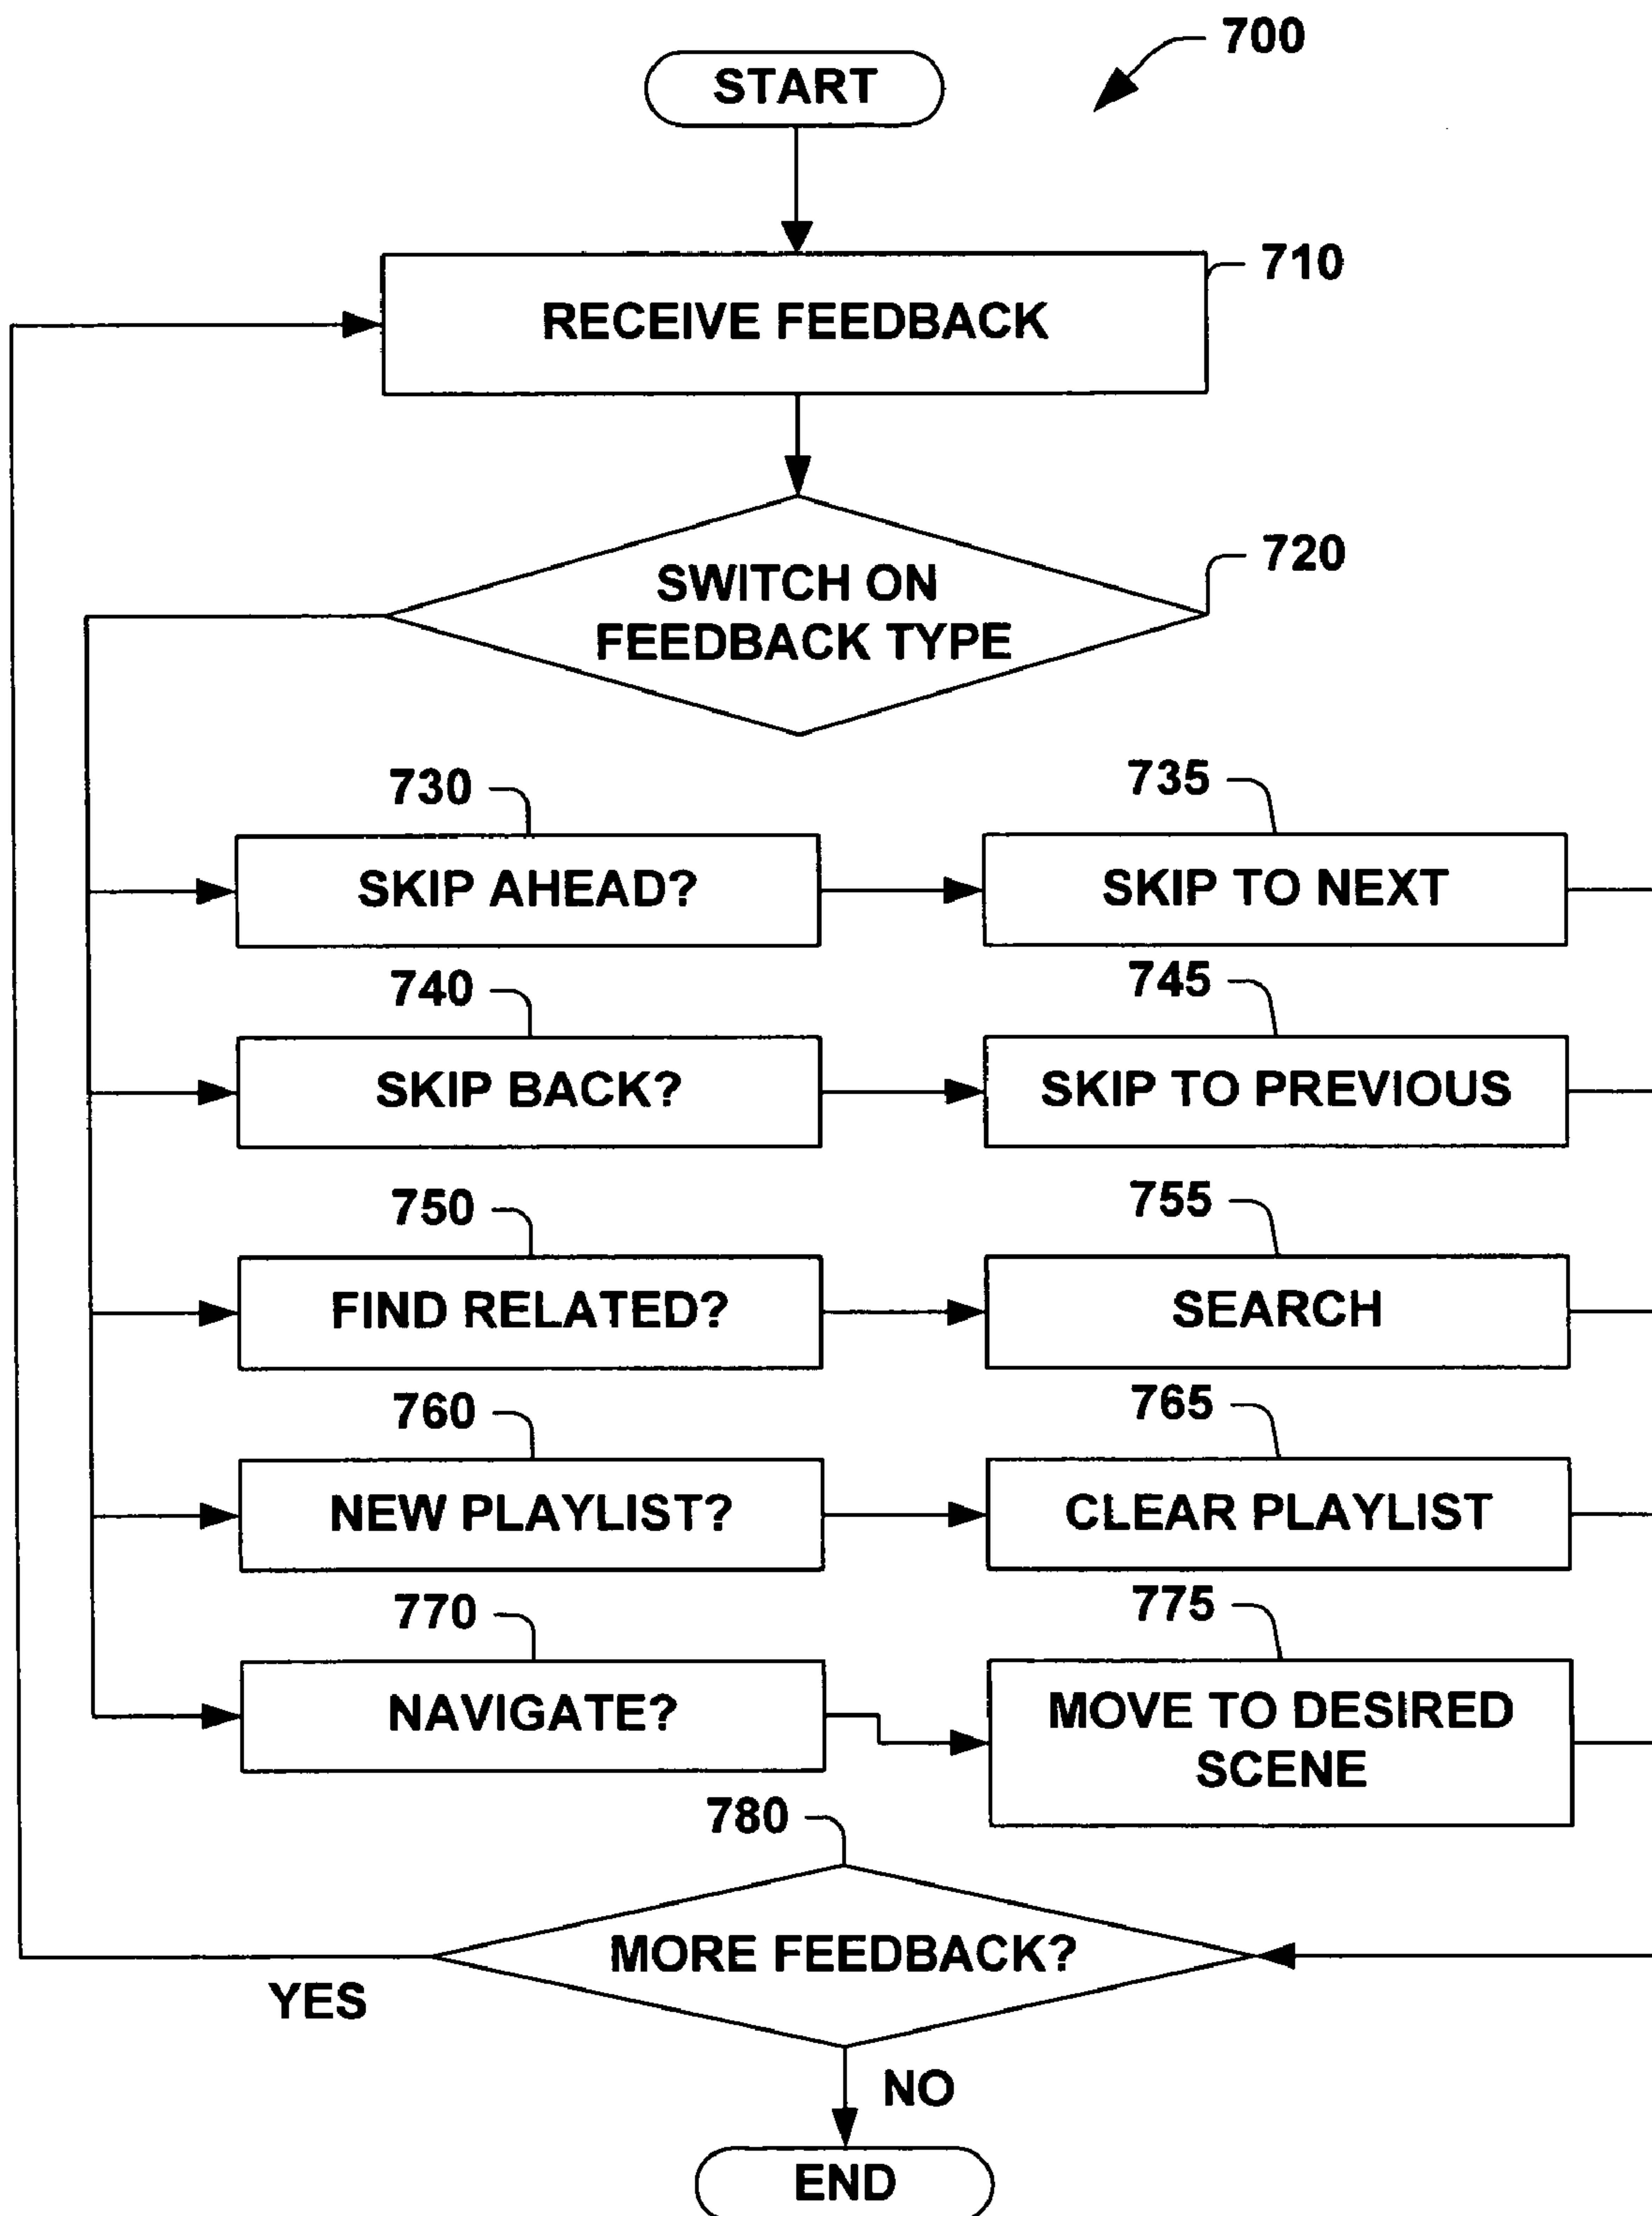 700
START
710
RECEIVE FEEDBACK
720
SWITCH ON
FEEDBACK TYPE
730
735
SKIP AHEAD?
SKIP TO NEXT
740
745
SKIP BACK?
SKIP TO PREVIOUS
750
755
FIND RELATED?
SEARCH
760
765
NEW PLAYLIST?
CLEAR PLAYLIST
770
775
NAVIGATE?
MOVE TO DESIRED
SCENE
780
MORE FEEDBACK?
YES
NO
END